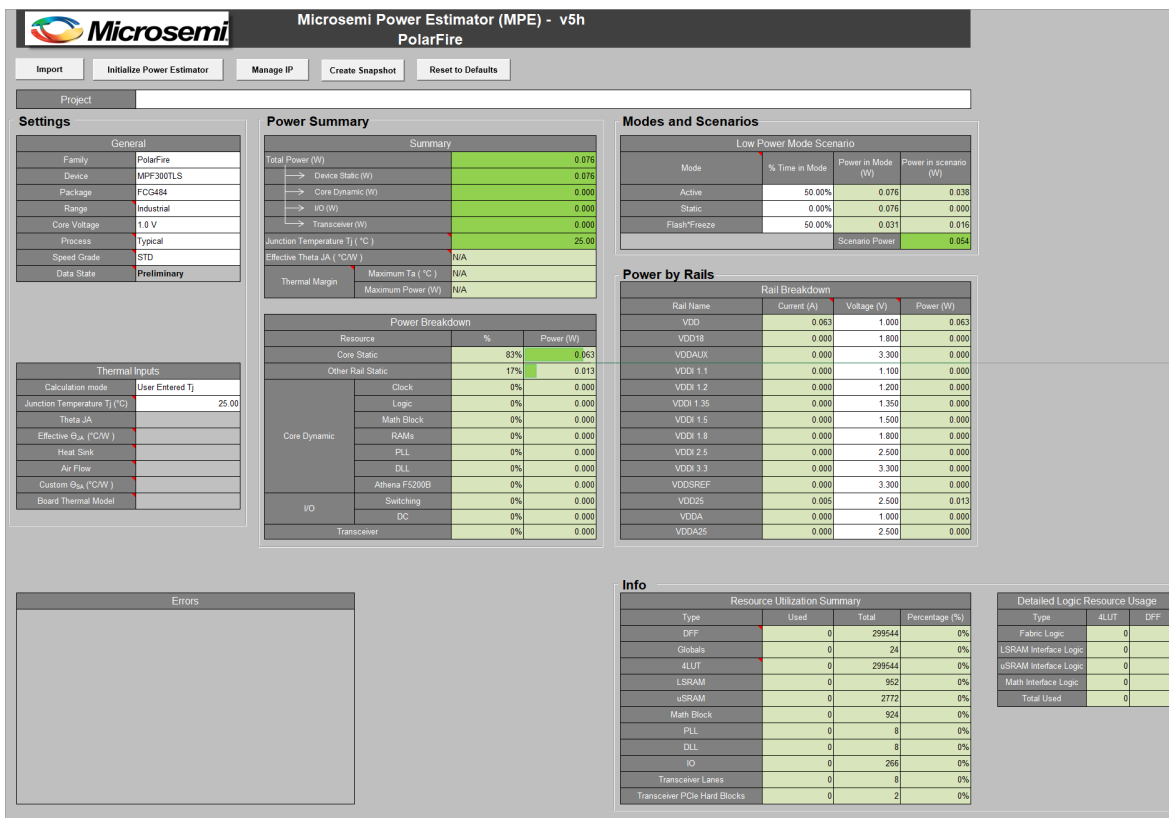 Microsemi
Microsemi Power Estimator (MPE) - v5h
PolarFire
Import Initialize Power Estimator Manage IP Create Snapshot Reset to Defaults
Project
Settings
General
Family PolarFire
Device MPF300TLS
Package FCG484
Range Industrial
Core Voltage 1.0 V
Process Typical
Speed Grade STD
Data State Preliminary
Thermal Inputs
Calculation mode User Entered Tj
Junction Temperature Tj (°C) 25.00
Theta JA
Effective ΘJA (°C/W )
Heat Sink
Air Flow
Custom ΘSA (°C/W )
Board Thermal Model
Power Summary
Summary
Total Power (W) 0.076
Device Static (W) 0.076
Core Dynamic (W) 0.000
I/O (W) 0.000
Transceiver (W) 0.000
Junction Temperature Tj ( °C ) 25.00
Effective Theta JA ( °C/W ) N/A
Thermal Margin
Maximum Ta ( °C ) N/A
Maximum Power (W) N/A
Power Breakdown
Resource % Power (W)
Core Static 83% 0.063
Other Rail Static 17% 0.013
Core Dynamic
Clock 0% 0.000
Logic 0% 0.000
Math Block 0% 0.000
RAMs 0% 0.000
PLL 0% 0.000
DLL 0% 0.000
Athena F5200B 0% 0.000
I/O
Switching 0% 0.000
DC 0% 0.000
Transceiver 0% 0.000
Modes and Scenarios
Low Power Mode Scenario
Mode % Time in Mode Power in Mode (W) Power in scenario (W)
Active 50.00% 0.076 0.038
Static 0.00% 0.076 0.000
Flash*Freeze 50.00% 0.031 0.016
Scenario Power 0.054
Power by Rails
Rail Breakdown
Rail Name Current (A) Voltage (V) Power (W)
VDD 0.063 1.000 0.063
VDD18 0.000 1.800 0.000
VDDAUX 0.000 3.300 0.000
VDDI 1.1 0.000 1.100 0.000
VDDI 1.2 0.000 1.200 0.000
VDDI 1.35 0.000 1.350 0.000
VDDI 1.5 0.000 1.500 0.000
VDDI 1.8 0.000 1.800 0.000
VDDI 2.5 0.000 2.500 0.000
VDDI 3.3 0.000 3.300 0.000
VDDSREF 0.000 3.300 0.000
VDD25 0.005 2.500 0.013
VDDA 0.000 1.000 0.000
VDDA25 0.000 2.500 0.000
Errors
Info
Resource Utilization Summary
Type Used Total Percentage (%)
DFF 0 299544 0%
Globals 0 24 0%
4LUT 0 299544 0%
LSRAM 0 952 0%
uSRAM 0 2772 0%
Math Block 0 924 0%
PLL 0 8 0%
DLL 0 8 0%
IO 0 266 0%
Transceiver Lanes 0 8 0%
Transceiver PCIe Hard Blocks 0 2 0%
Detailed Logic Resource Usage
Type 4LUT DFF
Fabric Logic 0
LSRAM Interface Logic 0
uSRAM Interface Logic 0
Math Interface Logic 0
Total Used 0